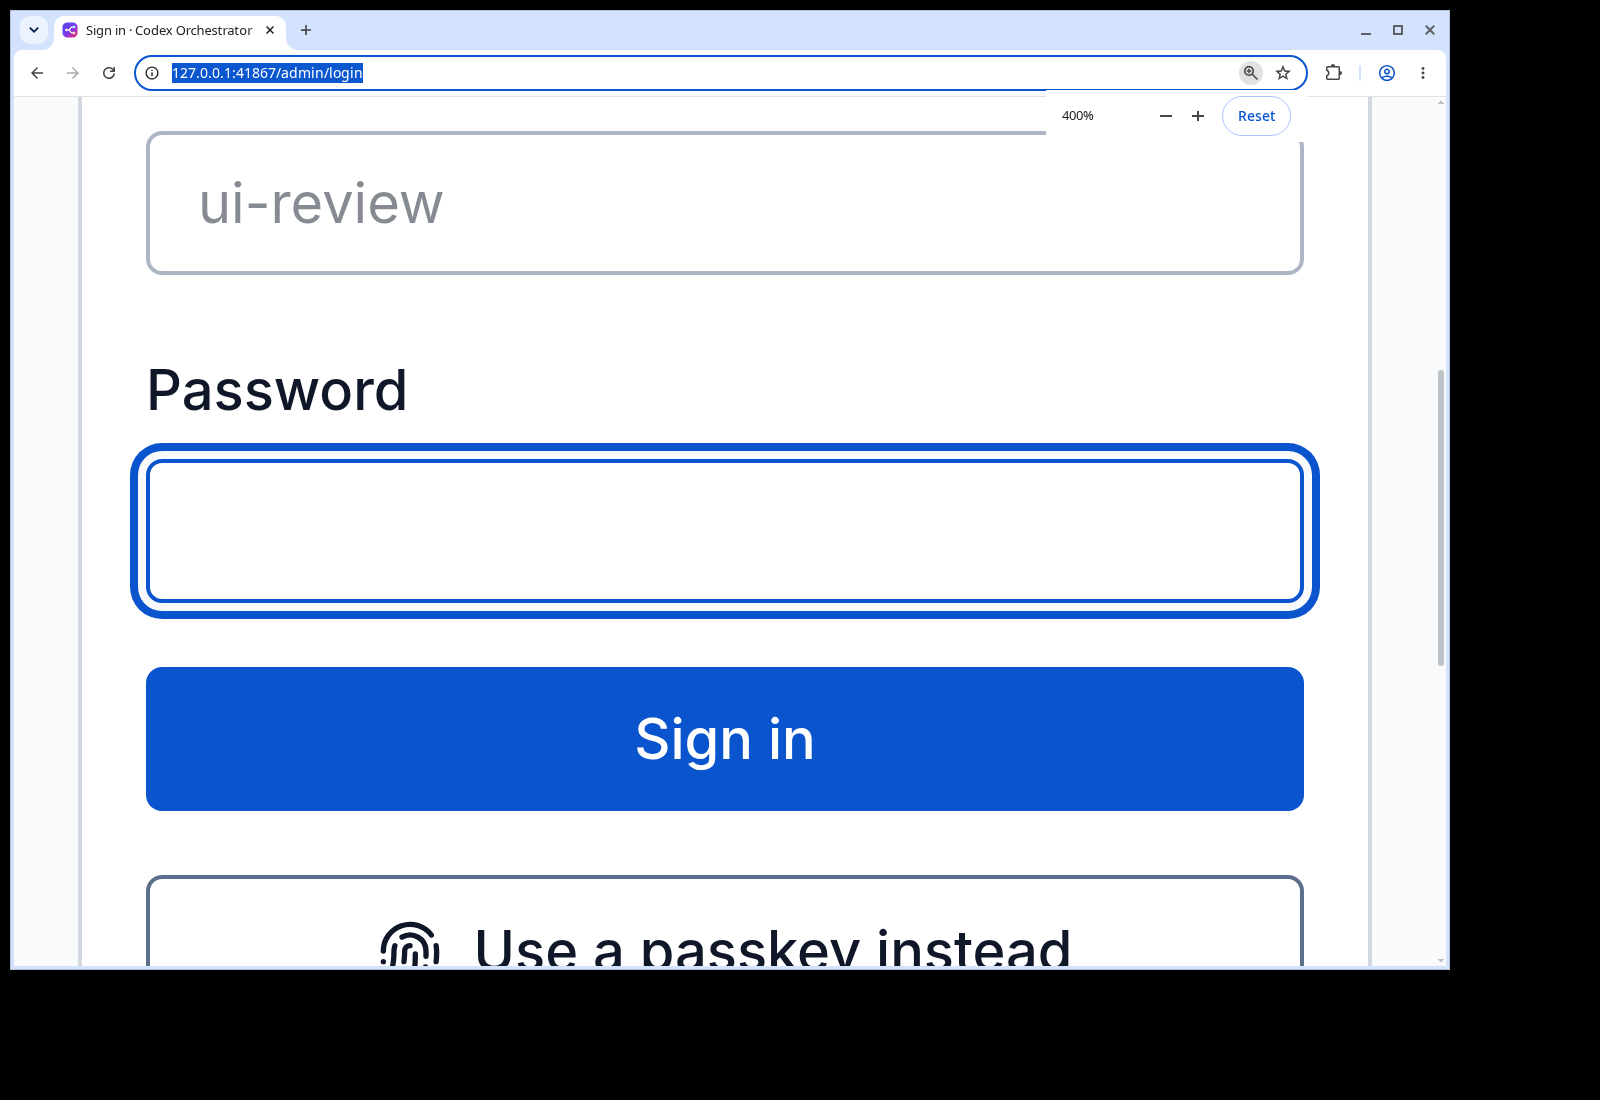 Sign in · Codex Orchestrator
127.0.0.1:41867/admin/login
400%
Reset
ui-review
Password
Sign in
Use a passkey instead